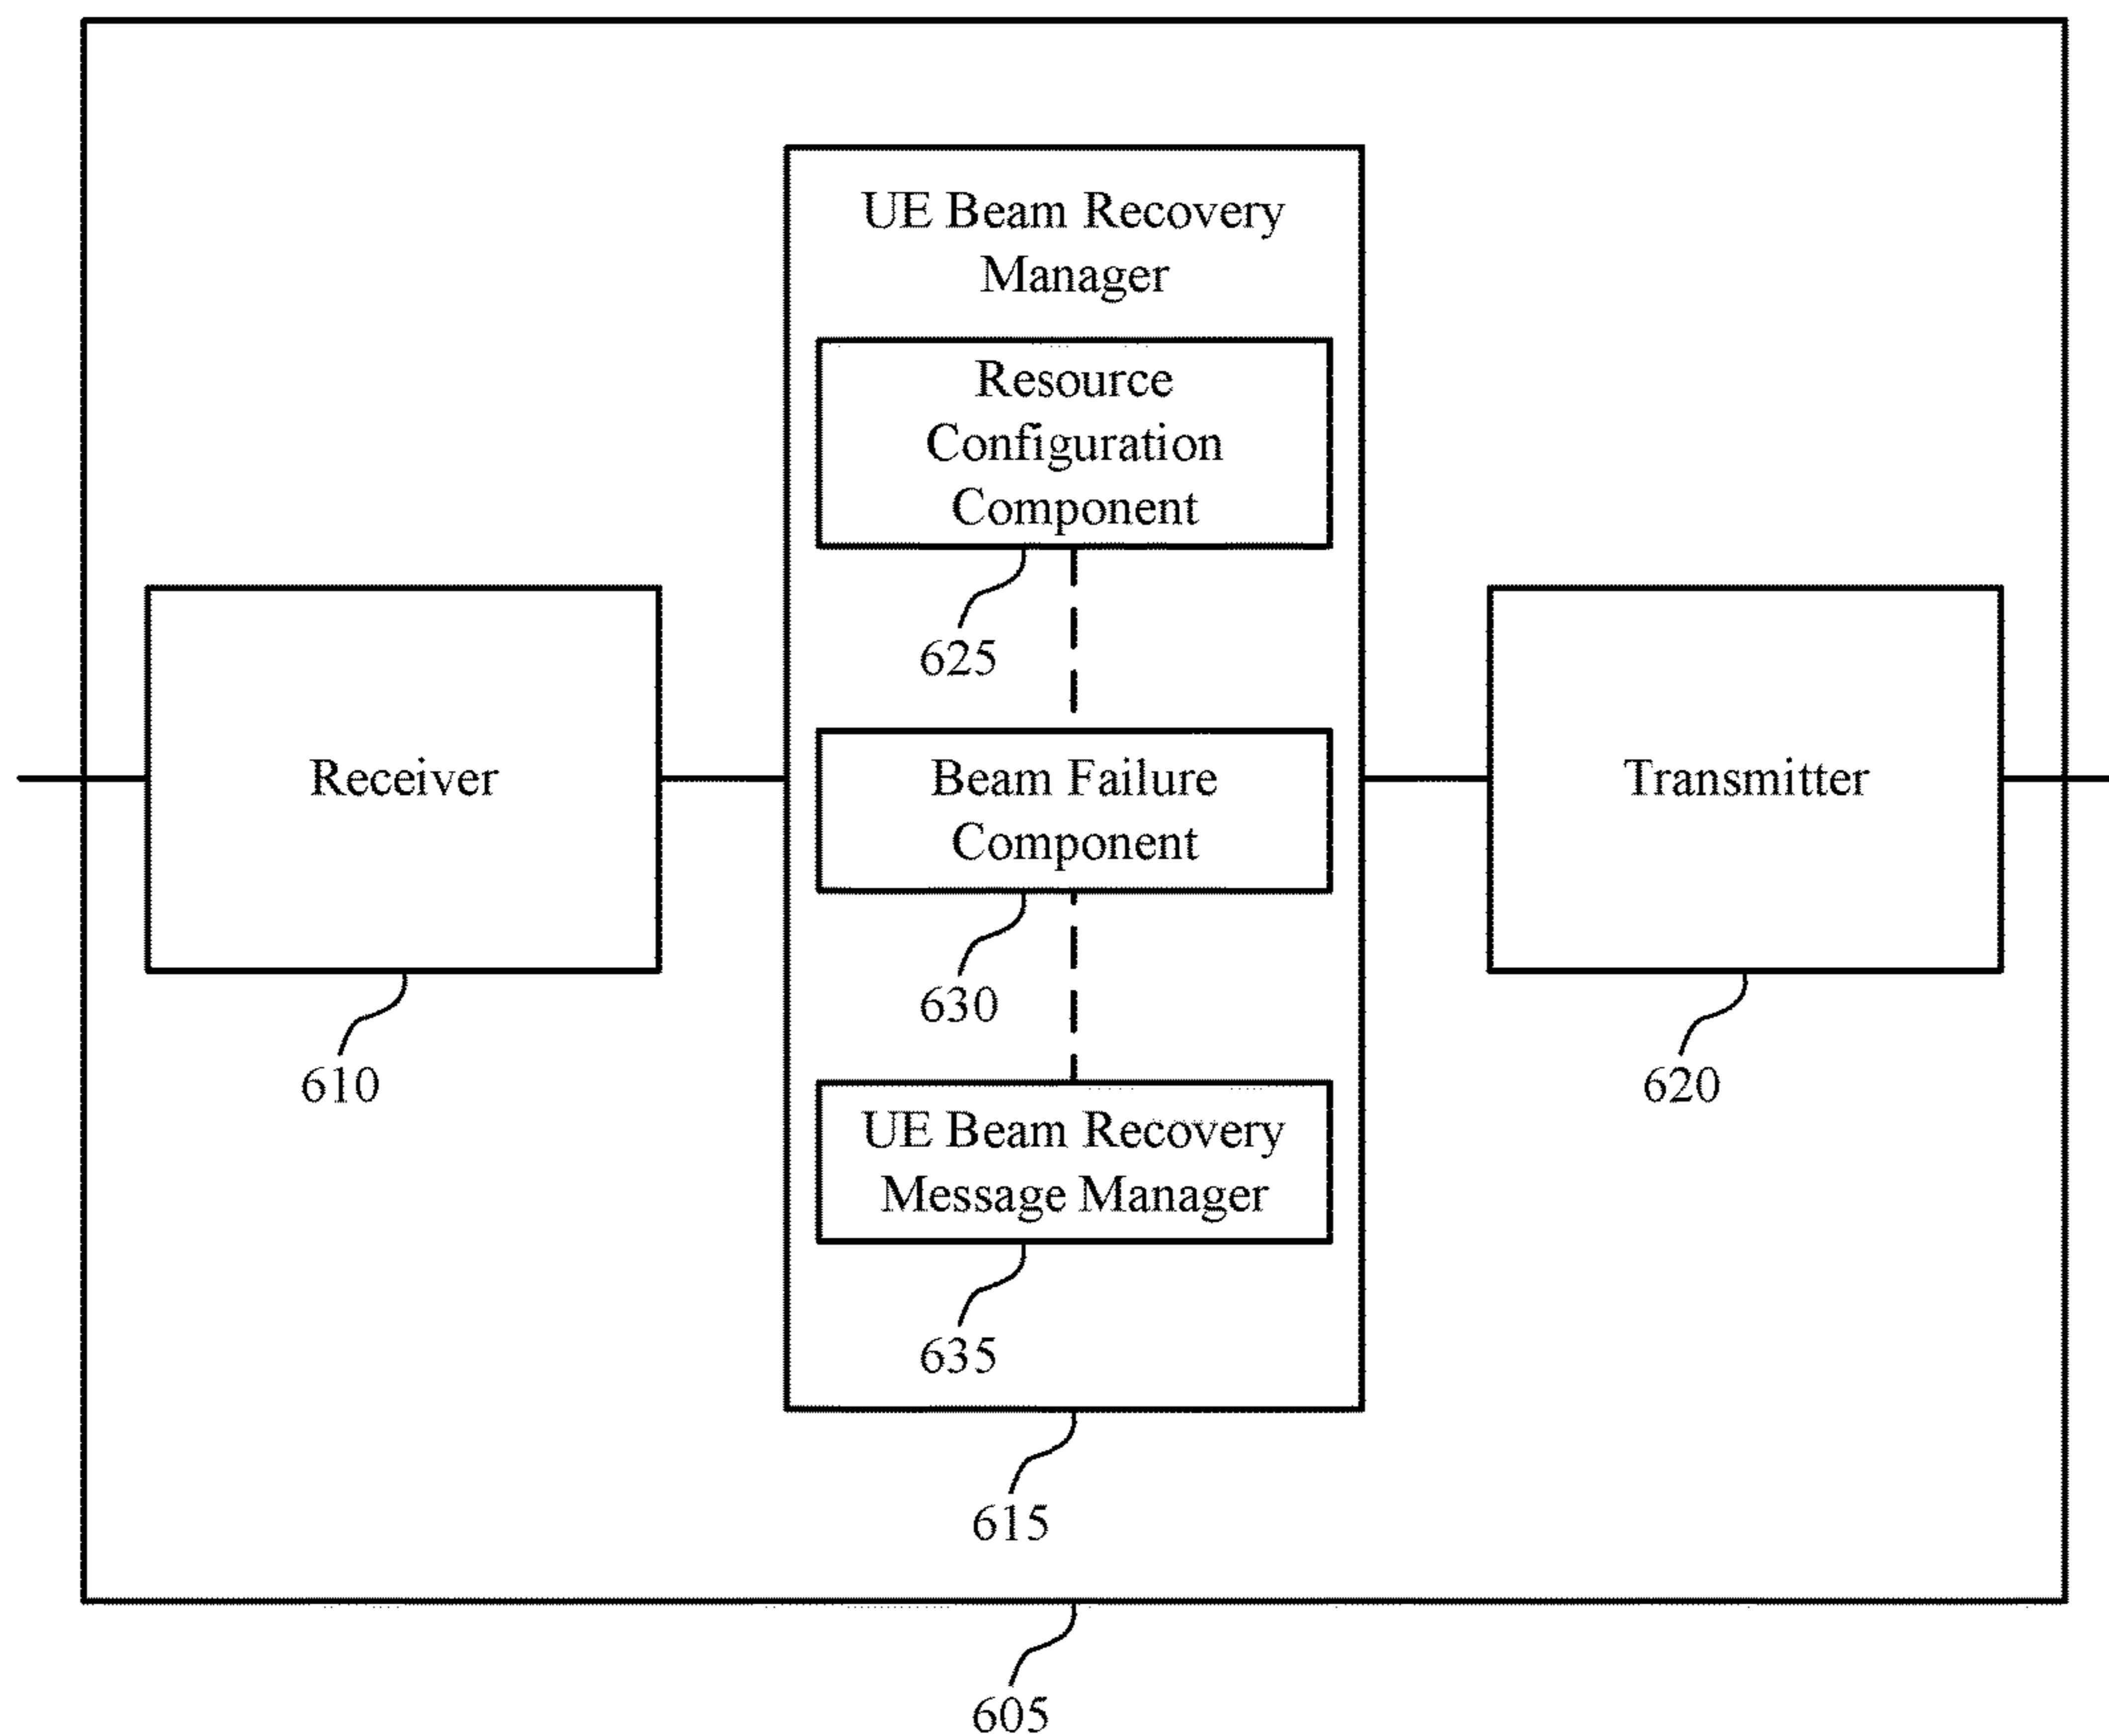 UE Beam Recovery
Manager
Resource
Configuration
Component
625
Receiver
610
Beam Failure
Component
630
Transmitter
620
UE Beam Recovery
Message Manager
635
615
605